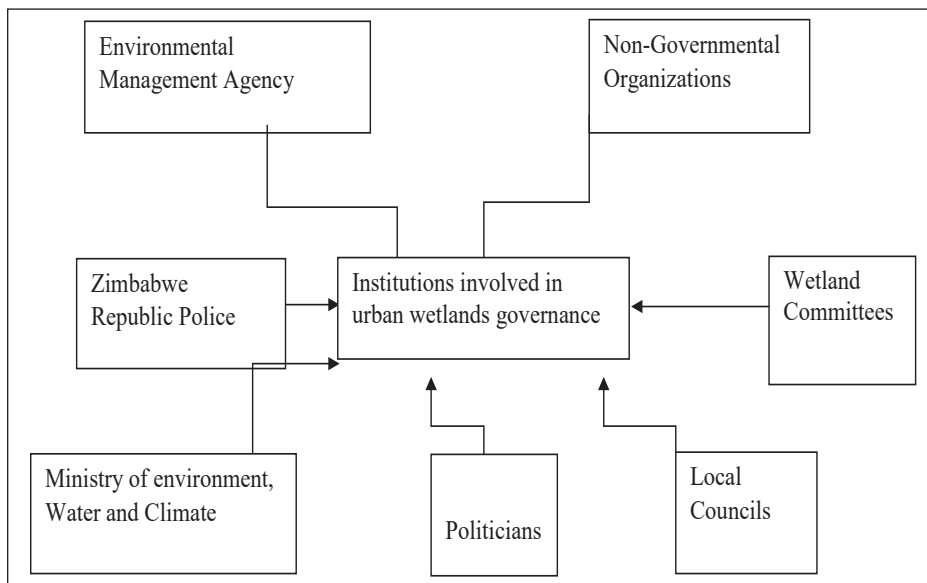 Environmental
Management Agency
Non-Governmental
Organizations
Zimbabwe
Republic Police
Institutions involved in
urban wetlands governance
Wetland
Committees
Ministry of environment,
Water and Climate
Politicians
Local
Councils